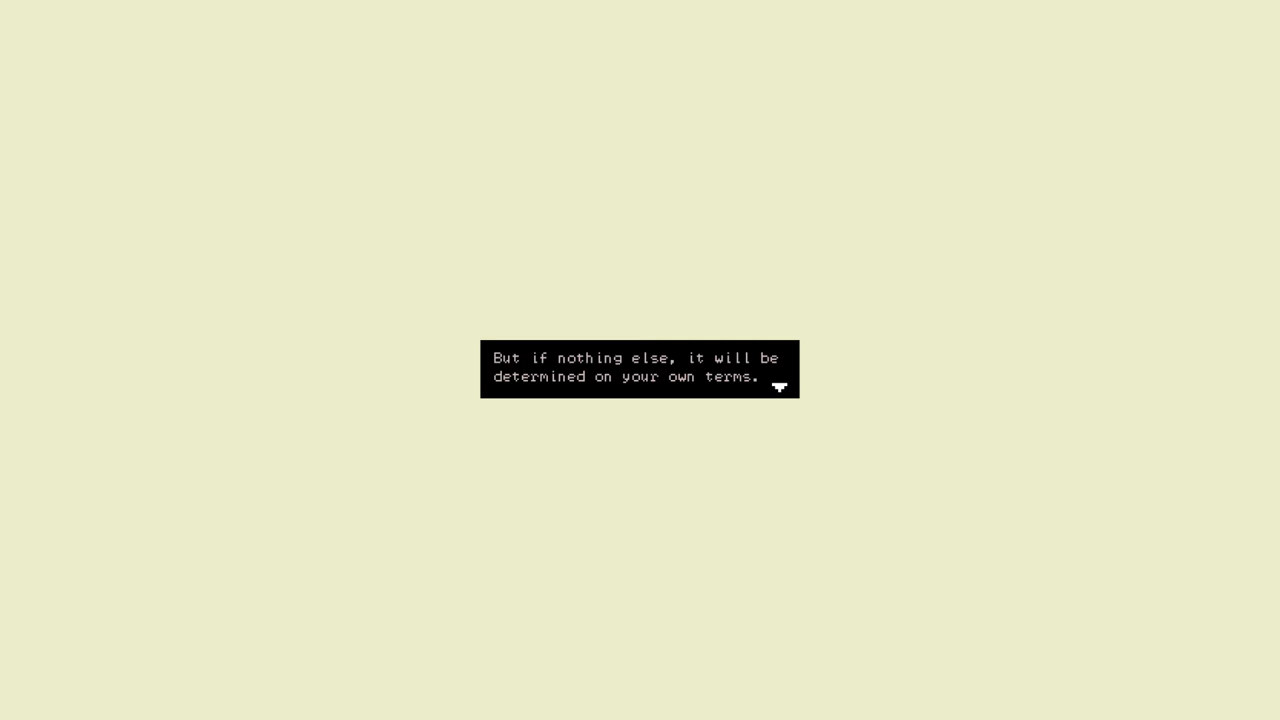 But if nothing else, it will be
determined on your own terms.